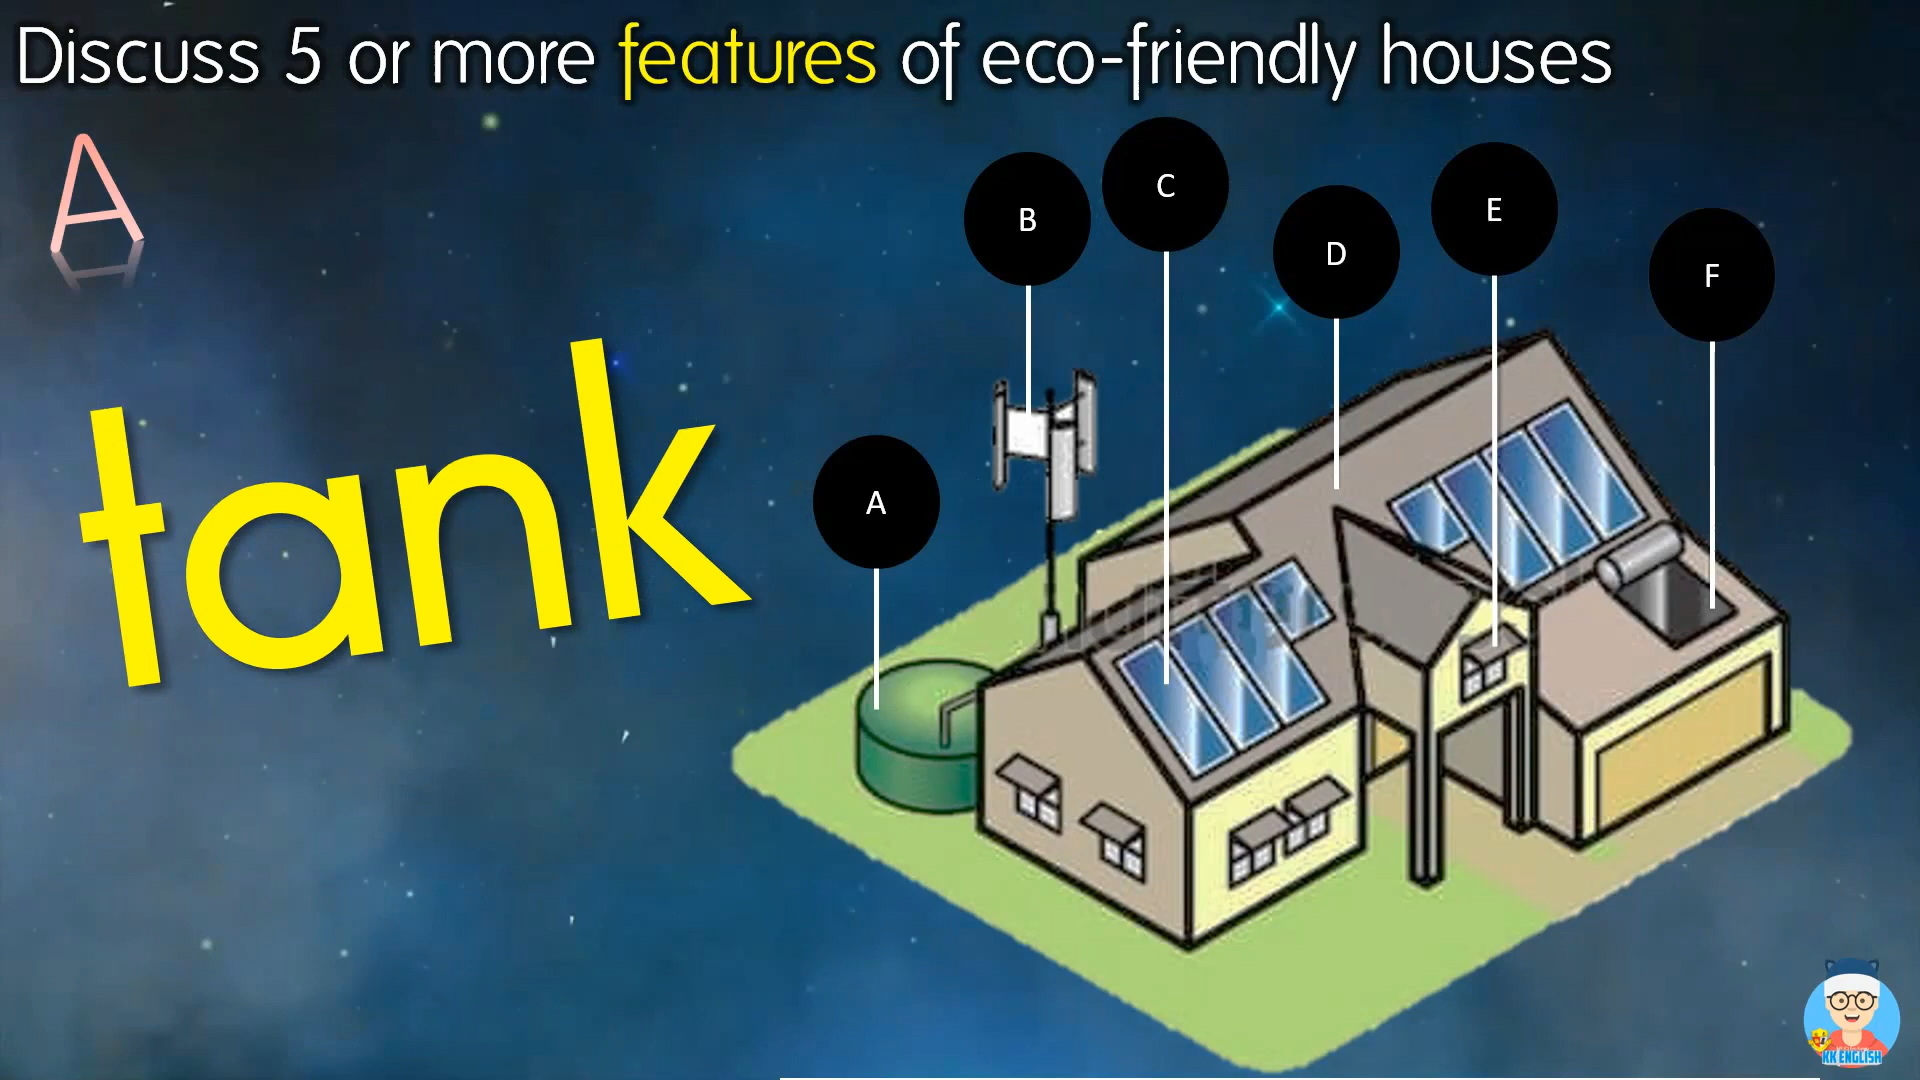 Discuss 5 or more features of eco-friendly houses
A
tank
A
B
C
D
E
F
KK ENGLISH